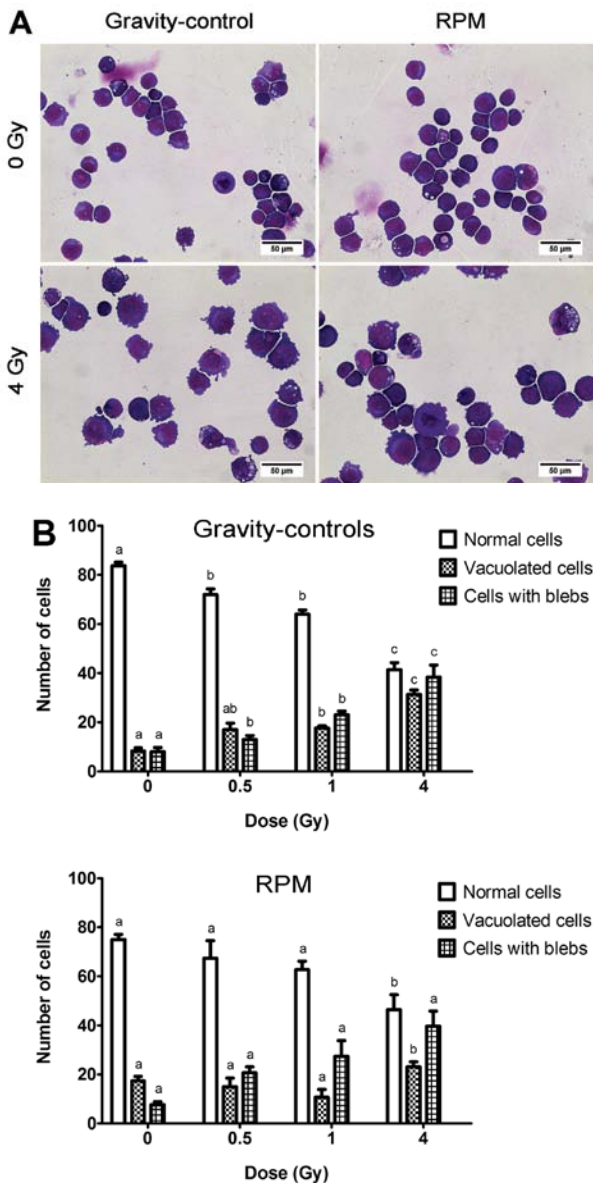 A
Gravity-control
RPM
0 Gy
50 µm
50 µm
4 Gy
50 µm
50 µm
B
Gravity-controls
Normal cells
Vacuolated cells
Cells with blebs
Number of cells
100
80
60
40
20
0
a
a
a
b
ab
b
b
b
b
c
c
c
0
0.5
1
4
Dose (Gy)
RPM
Normal cells
Vacuolated cells
Cells with blebs
Number of cells
100
80
60
40
20
0
a
a
a
a
a
a
a
a
a
b
b
a
0
0.5
1
4
Dose (Gy)